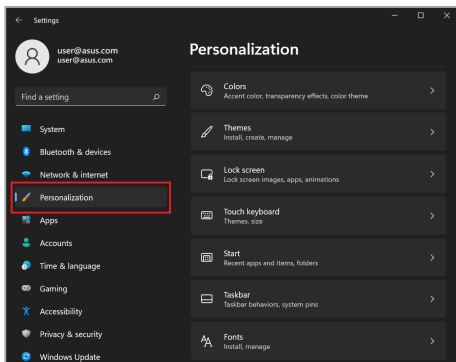 Settings
user@asus.com
user@asus.com
Find a setting
System
Bluetooth & devices
Network & internet
Personalization
Apps
Accounts
Time & language
Gaming
Accessibility
Privacy & security
Windows Update
Personalization
Colors
Accent color, transparency effects, color theme
Themes
Install, create, manage
Lock screen
Lock screen images, apps, animations
Touch keyboard
Themes, size
Start
Recent apps and items, folders
Taskbar
Taskbar behaviors, system pins
Fonts
Install, manage